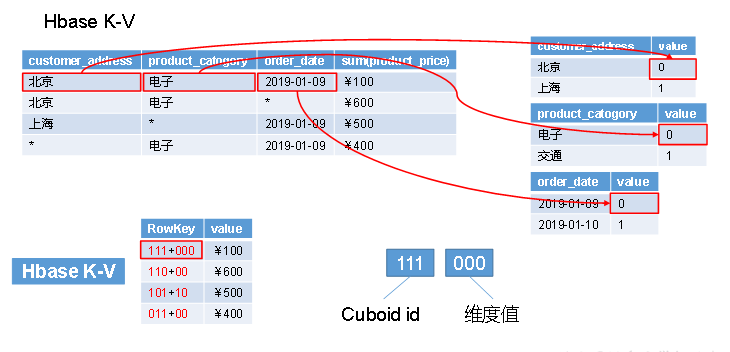 Hbase K-V
customer_address product_catogory order_date sum(product_price)
北京 电子 2019-01-09 ¥100
北京 电子 * ¥600
上海 * 2019-01-09 ¥500
* 电子 2019-01-09 ¥400
customer_address value
北京 0
上海 1
product_catogory value
电子 0
交通 1
order_date value
2019-01-09 0
2019-01-10 1
RowKey value
111+000 ¥100
110+00 ¥600
101+10 ¥500
011+00 ¥400
Hbase K-V
111 000
Cuboid id 维度值